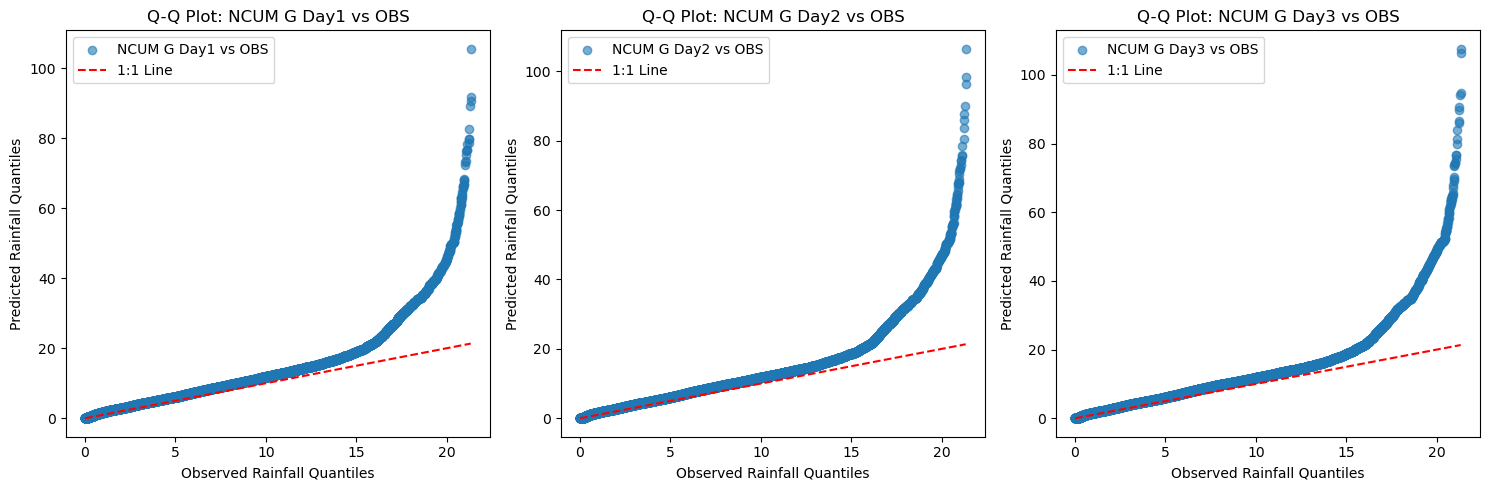 Q-Q Plot: NCUM G Day1 vs OBS
NCUM G Day1 vs OBS
1:1 Line
Predicted Rainfall Quantiles
100
80
60
40
20
0
0 5 10 15 20
Observed Rainfall Quantiles
Q-Q Plot: NCUM G Day2 vs OBS
NCUM G Day2 vs OBS
1:1 Line
Predicted Rainfall Quantiles
100
80
60
40
20
0
0 5 10 15 20
Observed Rainfall Quantiles
Q-Q Plot: NCUM G Day3 vs OBS
NCUM G Day3 vs OBS
1:1 Line
Predicted Rainfall Quantiles
100
80
60
40
20
0
0 5 10 15 20
Observed Rainfall Quantiles